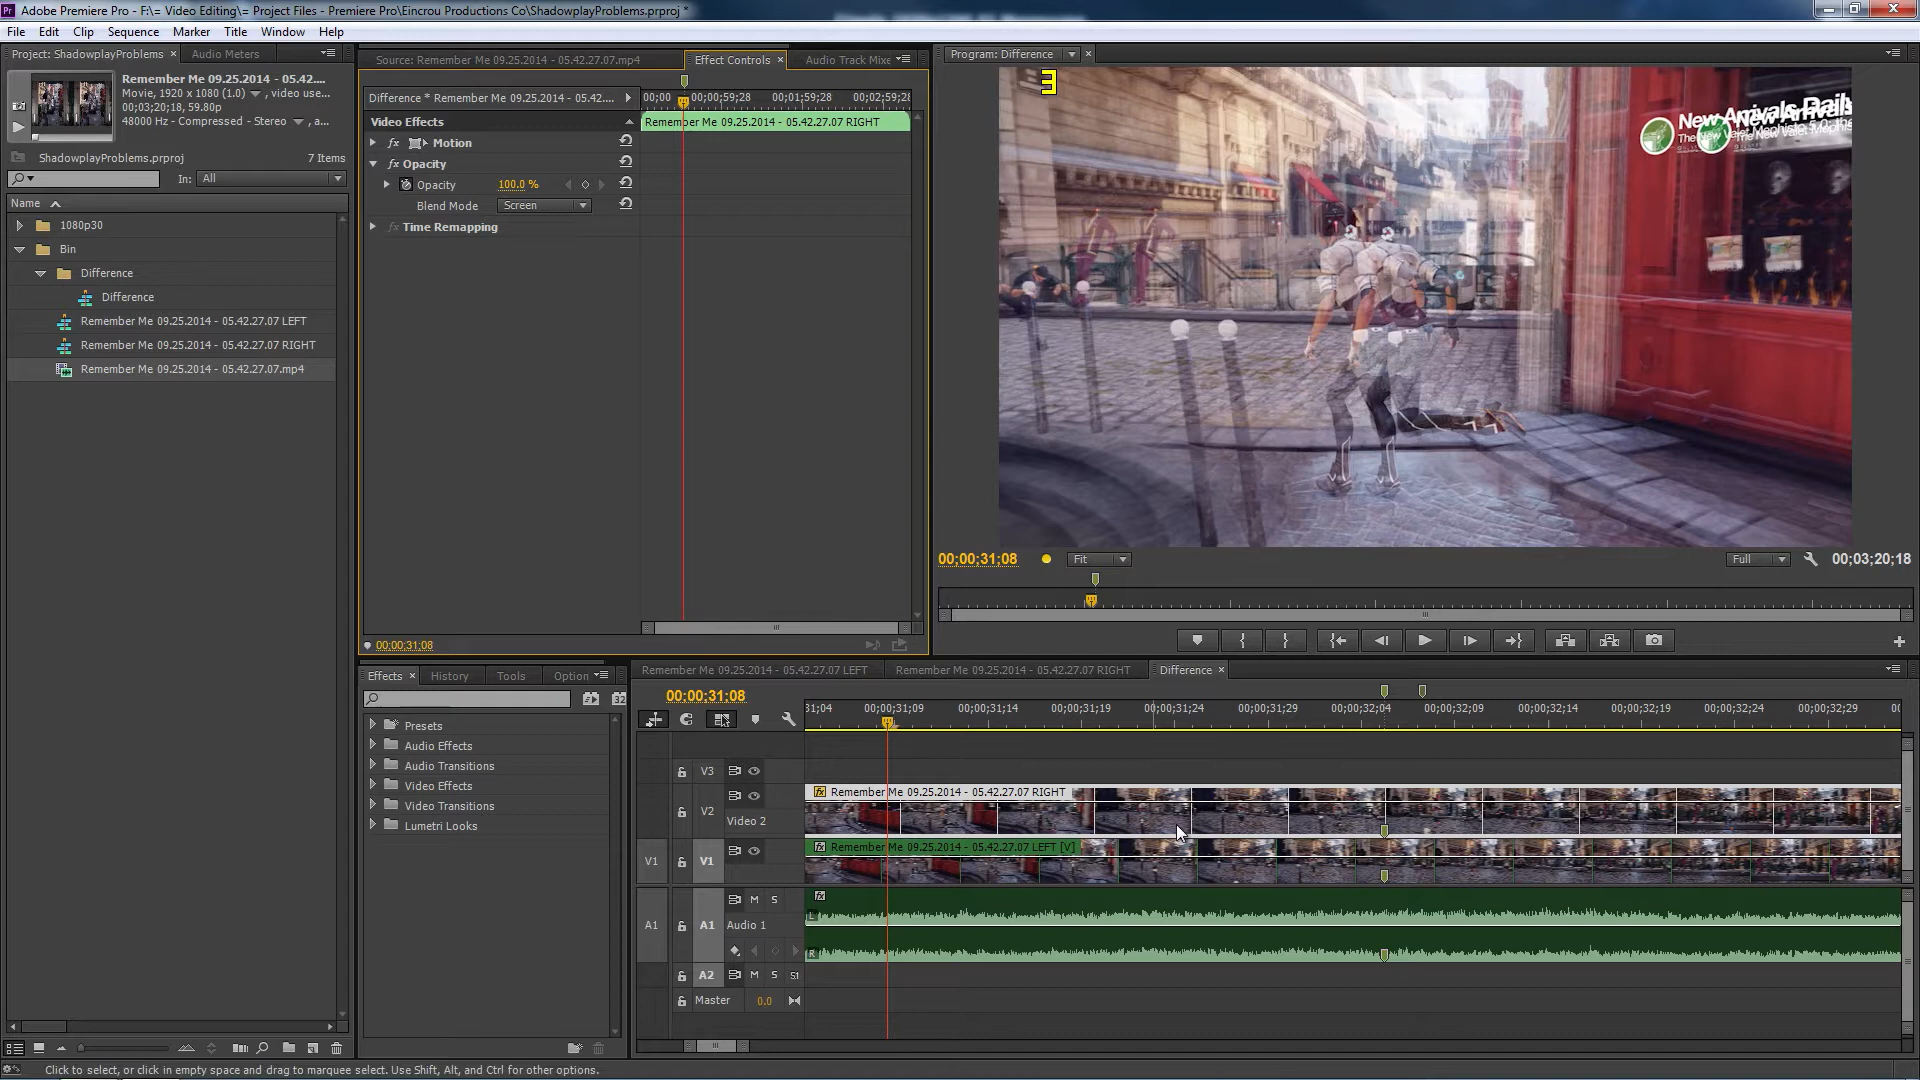 Adobe Premiere Pro - F:\= Video Editing\= Project Files - Premiere Pro\Eincrou Productions Co\ShadowplayProblems.prproj *
File Edit Clip Sequence Marker Title Window Help
Project: ShadowplayProblems × Audio Meters
Remember Me 09.25.2014 - 05.42....
Movie, 1920 x 1080 (1.0) , video use...
00;03;20;18, 59.80p
48000 Hz - Compressed - Stereo , a...
ShadowplayProblems.prproj 7 Items
In: All
Name
1080p30
Bin
Difference
Difference
Remember Me 09.25.2014 - 05.42.27.07 LEFT
Remember Me 09.25.2014 - 05.42.27.07 RIGHT
Remember Me 09.25.2014 - 05.42.27.07.mp4
Source: Remember Me 09.25.2014 - 05.42.27.07.mp4 Effect Controls × Audio Track Mixe
Difference * Remember Me 09.25.2014 - 05.42....
00;00 00;00;59;28 00;01;59;28 00;02;59;28
Video Effects
Remember Me 09.25.2014 - 05.42.27.07 RIGHT
fx Motion
fx Opacity
Opacity 100.0 %
Blend Mode Screen
fx Time Remapping
00;00;31;08
Program: Difference ×
3
New Arrivals Daily
00;00;31;08 Fit Full 00;03;20;18
Effects × History Tools Option
32
Presets
Audio Effects
Audio Transitions
Video Effects
Video Transitions
Lumetri Looks
Remember Me 09.25.2014 - 05.42.27.07 LEFT Remember Me 09.25.2014 - 05.42.27.07 RIGHT Difference ×
00;00;31;08
31;04 00;00;31;09 00;00;31;14 00;00;31;19 00;00;31;24 00;00;31;29 00;00;32;04 00;00;32;09 00;00;32;14 00;00;32;19 00;00;32;24 00;00;32;29 00
V3
V2 Video 2
fx Remember Me 09.25.2014 - 05.42.27.07 RIGHT
V1 V1
fx Remember Me 09.25.2014 - 05.42.27.07 LEFT [V]
A1 A1 M S Audio 1
fx
L
R
A2 M S S1
Master 0.0
Click to select, or click in empty space and drag to marquee select. Use Shift, Alt, and Ctrl for other options.